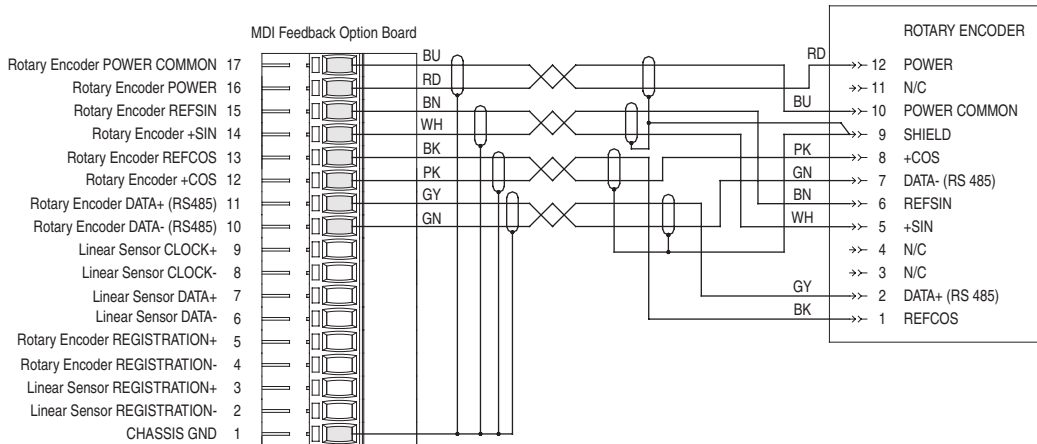 MDI Feedback Option Board
Rotary Encoder POWER COMMON 17
Rotary Encoder POWER 16
Rotary Encoder REFSIN 15
Rotary Encoder +SIN 14
Rotary Encoder REFCOS 13
Rotary Encoder +COS 12
Rotary Encoder DATA+ (RS485) 11
Rotary Encoder DATA- (RS485) 10
Linear Sensor CLOCK+ 9
Linear Sensor CLOCK- 8
Linear Sensor DATA+ 7
Linear Sensor DATA- 6
Rotary Encoder REGISTRATION+ 5
Rotary Encoder REGISTRATION- 4
Linear Sensor REGISTRATION+ 3
Linear Sensor REGISTRATION- 2
CHASSIS GND 1
BU
RD
BN
WH
BK
PK
GY
GN
RD
BU
PK
GN
BN
WH
GY
BK
ROTARY ENCODER
12 POWER
11 N/C
10 POWER COMMON
9 SHIELD
8 +COS
7 DATA- (RS 485)
6 REFSIN
5 +SIN
4 N/C
3 N/C
2 DATA+ (RS 485)
1 REFCOS